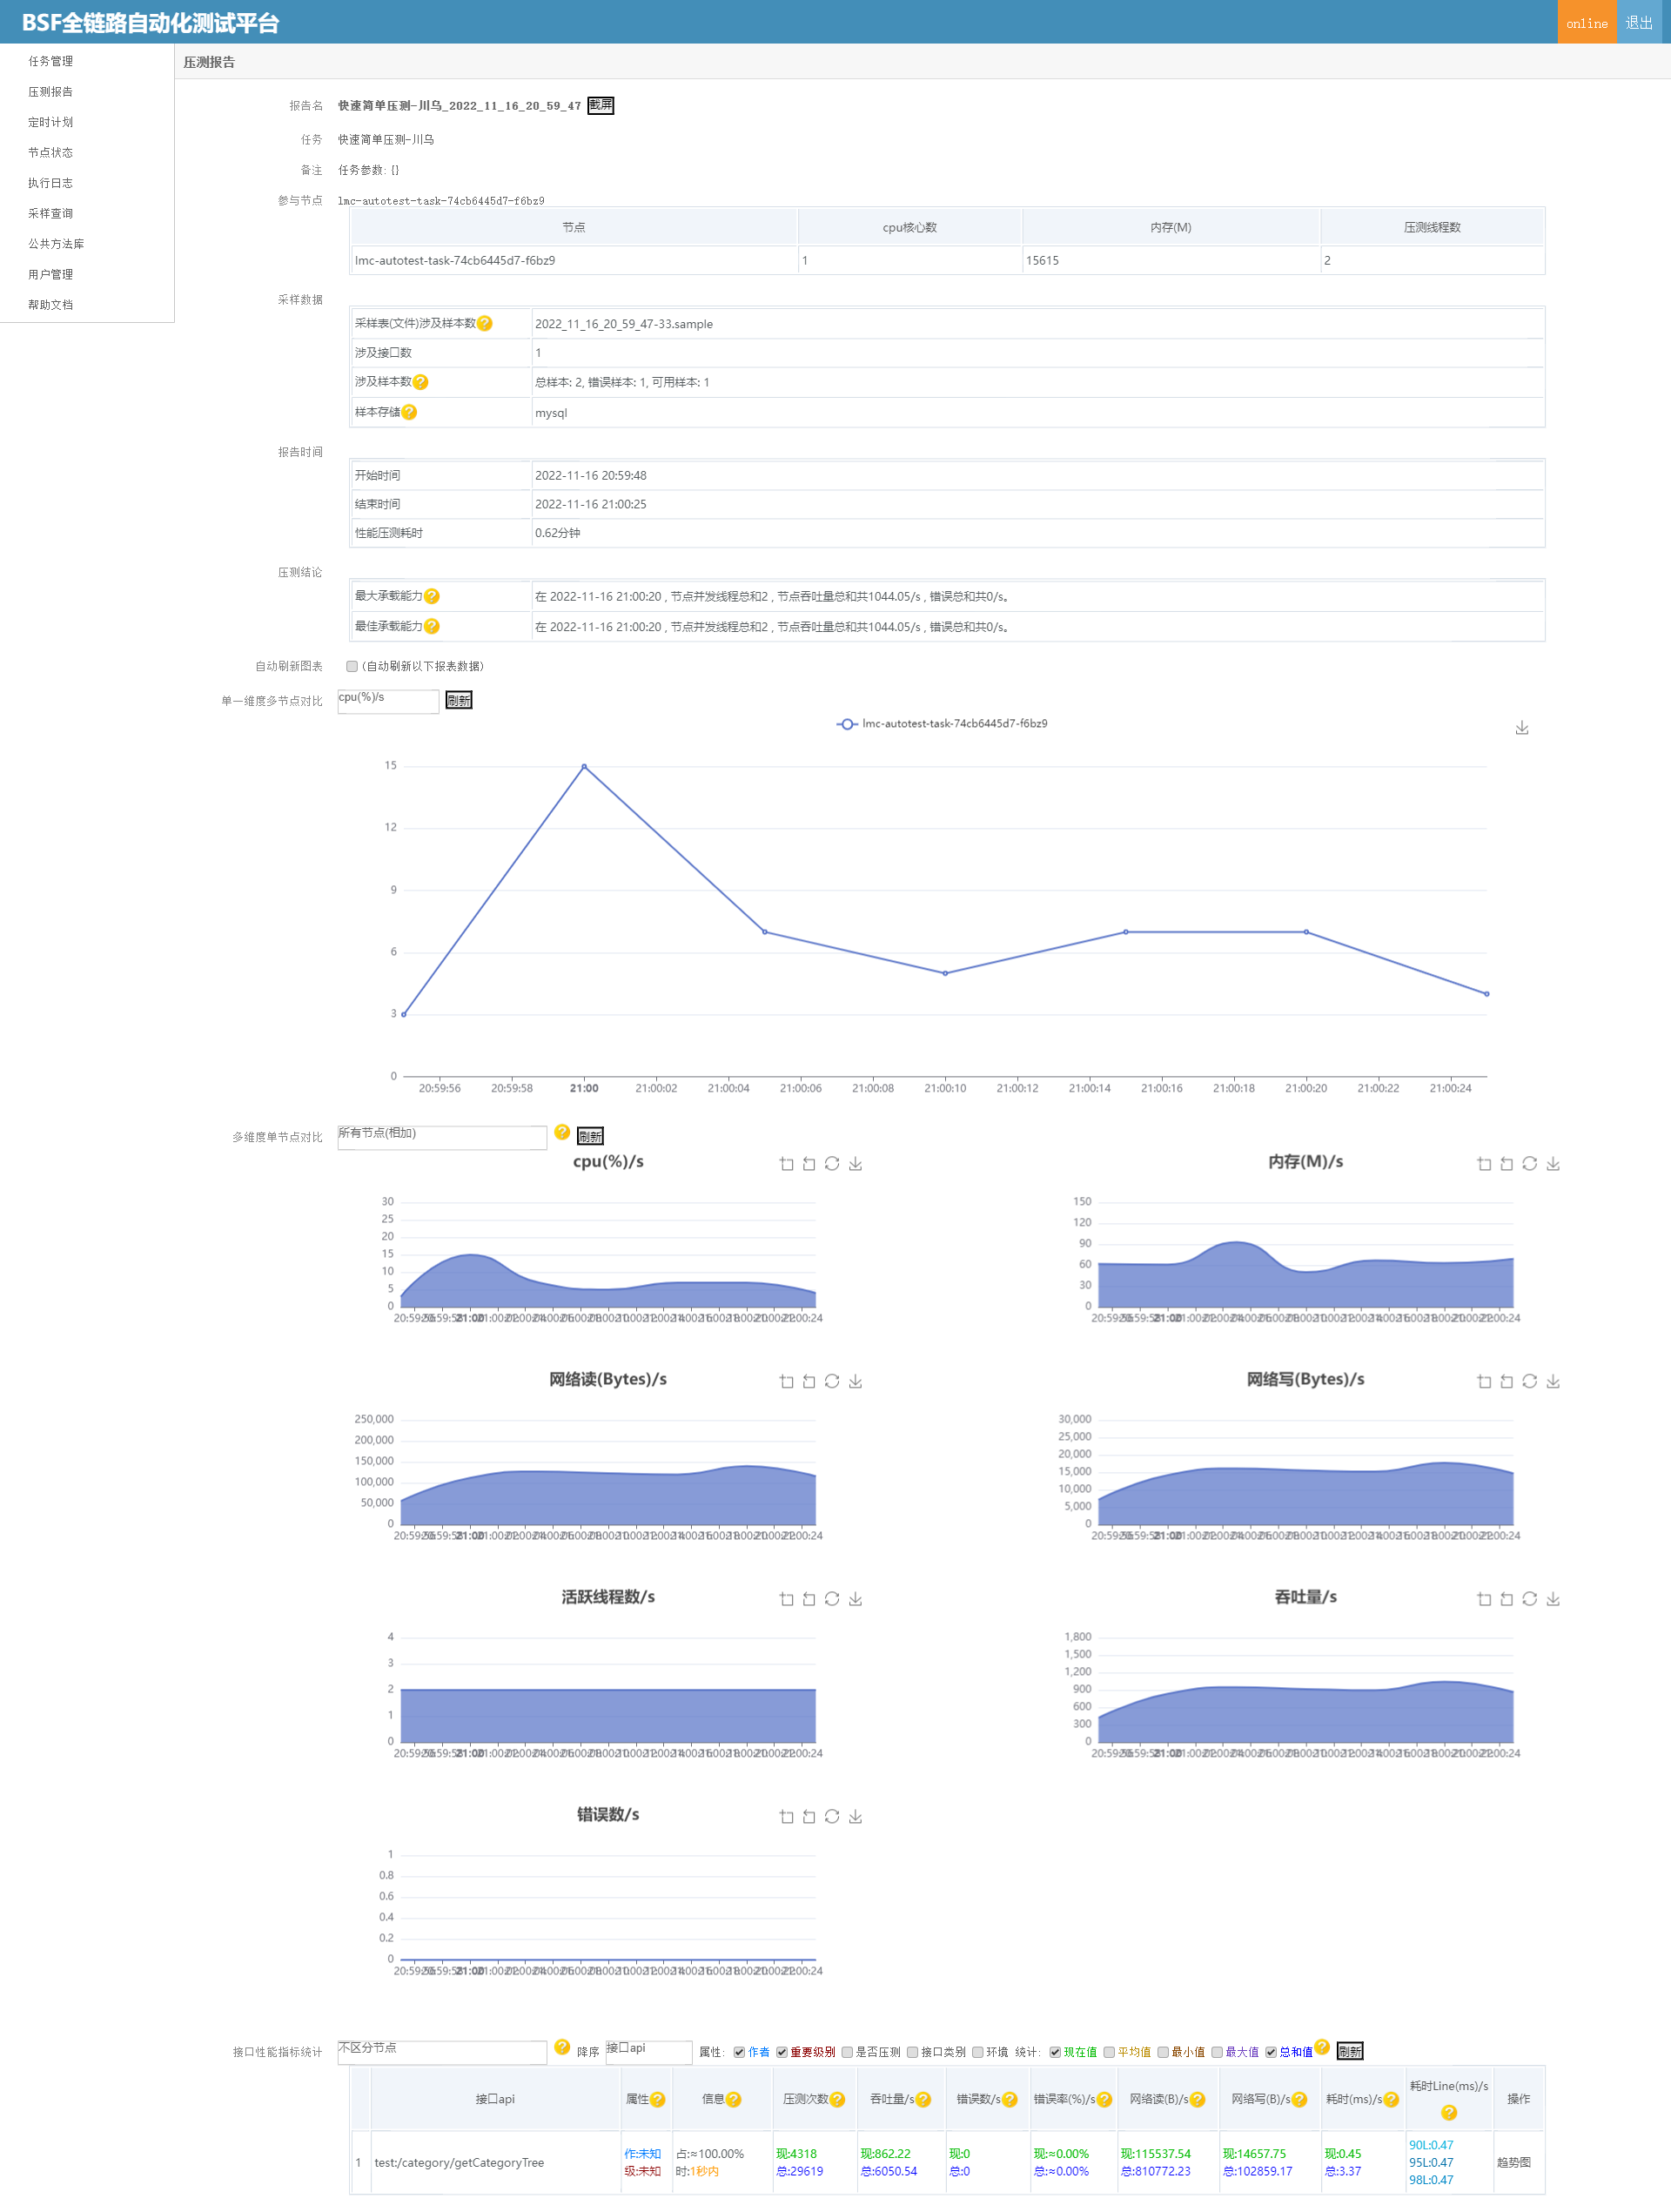 BSF全链路自动化测试平台
online 退出
任务管理
压测报告
定时计划
节点状态
执行日志
采样查询
公共方法库
用户管理
帮助文档
压测报告
报告名 快速简单压测-川乌_2022_11_16_20_59_47 截屏
任务 快速简单压测-川乌
备注 任务参数: {}
参与节点 lmc-autotest-task-74cb6445d7-f6bz9
节点 cpu核心数 内存(M) 压测线程数
lmc-autotest-task-74cb6445d7-f6bz9 1 15615 2
采样数据
采样表(文件)涉及样本数 2022_11_16_20_59_47-33.sample
涉及接口数 1
涉及样本数 总样本: 2, 错误样本: 1, 可用样本: 1
样本存储 mysql
报告时间
开始时间 2022-11-16 20:59:48
结束时间 2022-11-16 21:00:25
性能压测耗时 0.62分钟
压测结论
最大承载能力 在 2022-11-16 21:00:20 , 节点并发线程总和2 , 节点吞吐量总和共1044.05/s , 错误总和共0/s。
最佳承载能力 在 2022-11-16 21:00:20 , 节点并发线程总和2 , 节点吞吐量总和共1044.05/s , 错误总和共0/s。
自动刷新图表 (自动刷新以下报表数据)
单一维度多节点对比 cpu(%)/s 刷新
lmc-autotest-task-74cb6445d7-f6bz9
15
12
9
6
3
0
20:59:56 20:59:58 21:00 21:00:02 21:00:04 21:00:06 21:00:08 21:00:10 21:00:12 21:00:14 21:00:16 21:00:18 21:00:20 21:00:22 21:00:24
多维度单节点对比 所有节点(相加) 刷新
cpu(%)/s
30
25
20
15
10
5
0
内存(M)/s
150
120
90
60
30
0
网络读(Bytes)/s
250,000
200,000
150,000
100,000
50,000
0
网络写(Bytes)/s
30,000
25,000
20,000
15,000
10,000
5,000
0
活跃线程数/s
4
3
2
1
0
吞吐量/s
1,800
1,500
1,200
900
600
300
0
错误数/s
1
0.8
0.6
0.4
0.2
0
接口性能指标统计 不区分节点 降序 接口api 属性: 作者 重要级别 是否压测 接口类别 环境 统计: 现在值 平均值 最小值 最大值 总和值 刷新
接口api 属性 信息 压测次数 吞吐量/s 错误数/s 错误率(%)/s 网络读(B)/s 网络写(B)/s 耗时(ms)/s 耗时Line(ms)/s 操作
1 test:/category/getCategoryTree
作:未知
级:未知
占:≈100.00%
时:1秒内
现:4318
总:29619
现:862.22
总:6050.54
现:0
总:0
现:≈0.00%
总:≈0.00%
现:115537.54
总:810772.23
现:14657.75
总:102859.17
现:0.45
总:3.37
90L:0.47
95L:0.47
98L:0.47
趋势图